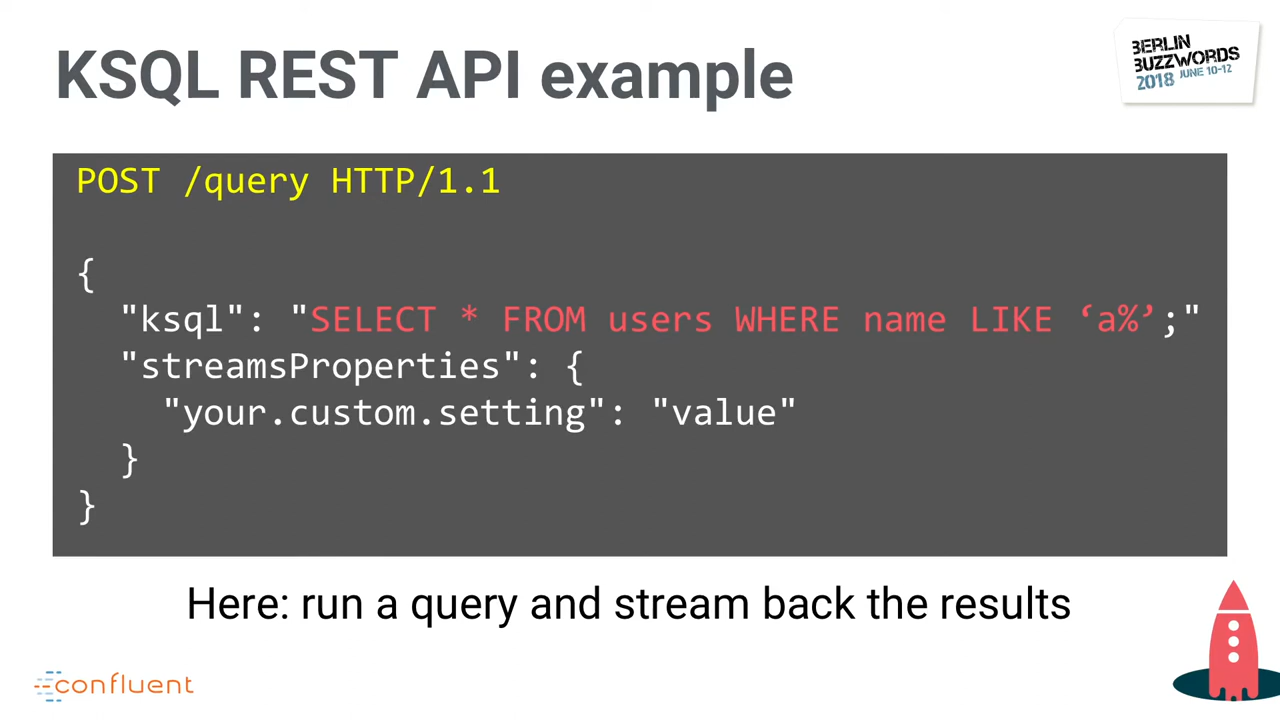 KSQL REST API example
BERLIN
BUZZWORDS
2018 JUNE 10-12
POST /query HTTP/1.1
{
"ksql": "SELECT * FROM users WHERE name LIKE ‘a%’;"
"streamsProperties": {
"your.custom.setting": "value"
}
}
Here: run a query and stream back the results
confluent